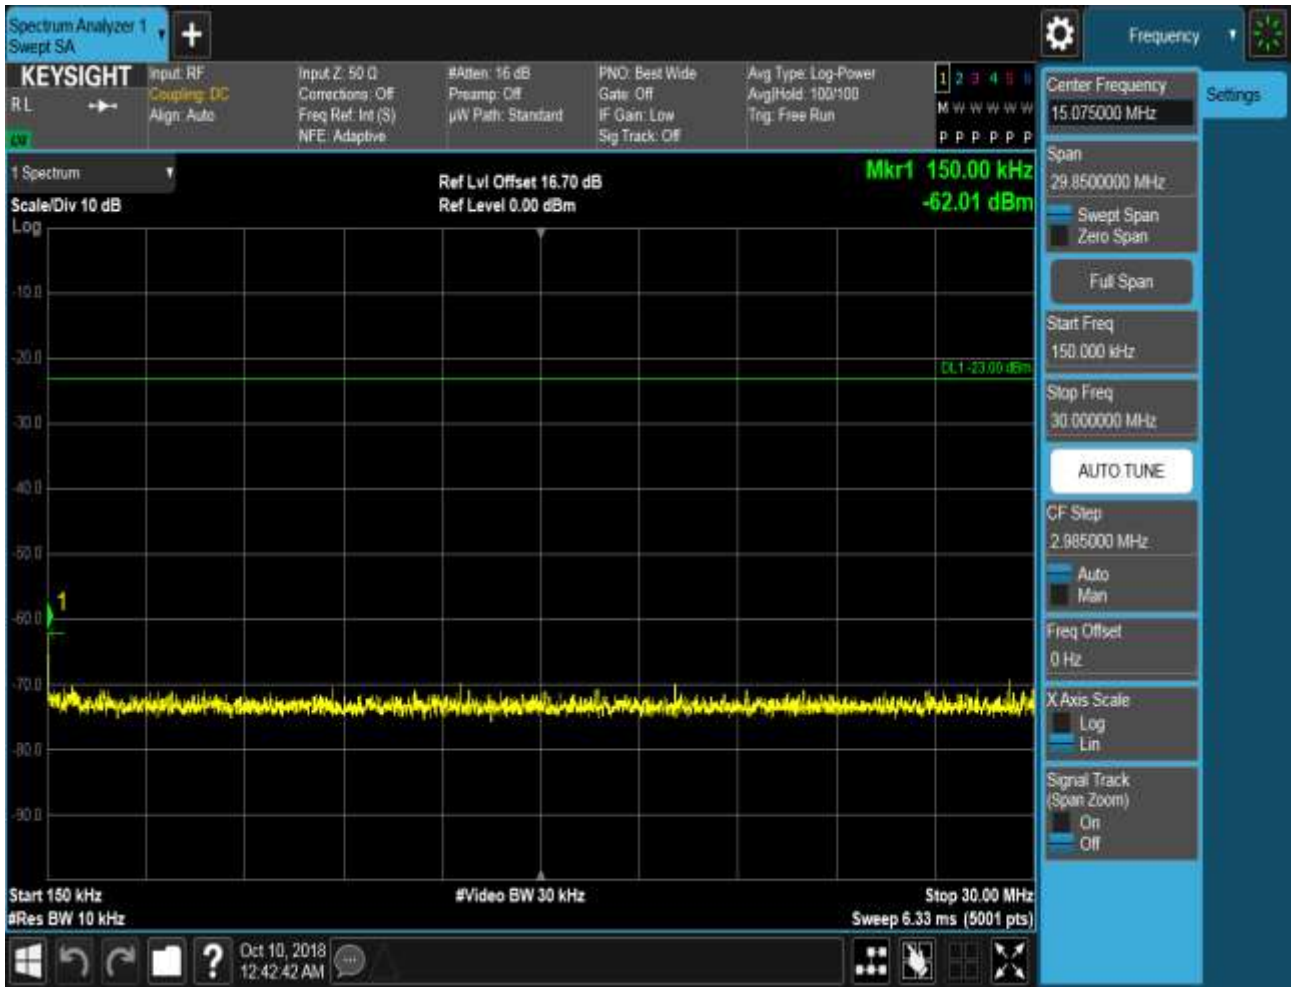 Spectrum Analyzer 1
Swept SA
Frequency
KEYSIGHT
RL
Input: RF
Coupling: DC
Align: Auto
Input Z: 50 Ω
Corrections: Off
Freq Ref: Int (S)
NFE: Adaptive
#Atten: 16 dB
Preamp: Off
µW Path: Standard
PNO: Best Wide
Gate: Off
IF Gain: Low
Sig Track: Off
Avg Type: Log-Power
Avg|Hold: 100/100
Trig: Free Run
1 2 3 4 5 6
M W W W W W
P P P P P P
1 Spectrum
Scale/Div 10 dB
Ref Lvl Offset 16.70 dB
Ref Level 0.00 dBm
Mkr1 150.00 kHz
-62.01 dBm
Log
-10.0
-20.0
DL1 -23.00 dBm
-30.0
-40.0
-50.0
1
-60.0
-70.0
-80.0
-90.0
Start 150 kHz
#Video BW 30 kHz
Stop 30.00 MHz
#Res BW 10 kHz
Sweep 6.33 ms (5001 pts)
?
Oct 10, 2018
12:42:42 AM
Center Frequency
15.075000 MHz
Settings
Span
29.8500000 MHz
Swept Span
Zero Span
Full Span
Start Freq
150.000 kHz
Stop Freq
30.000000 MHz
AUTO TUNE
CF Step
2.985000 MHz
Auto
Man
Freq Offset
0 Hz
X Axis Scale
Log
Lin
Signal Track
(Span Zoom)
On
Off